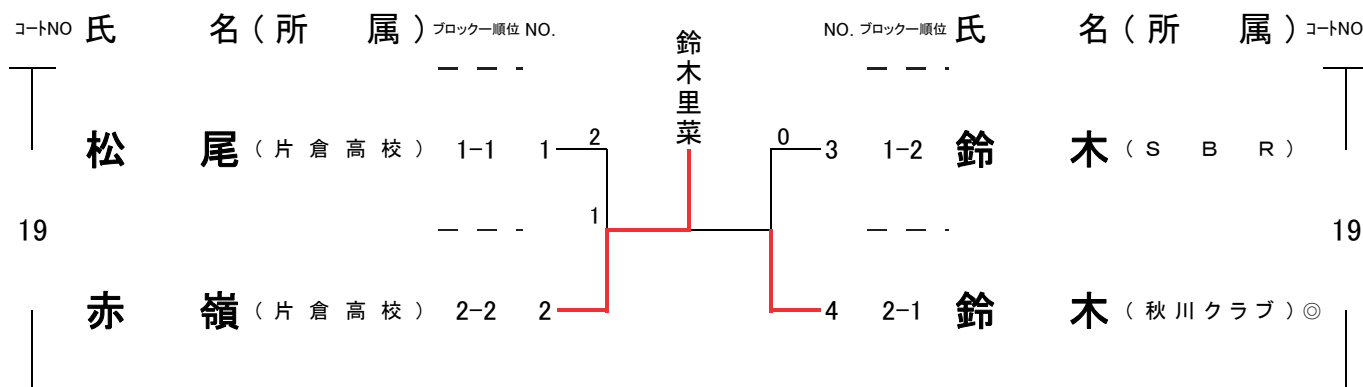 コートNO 氏 名(所 属) ブロックー順位 NO. NO. ブロックー順位 氏 名(所 属) コートNO
鈴木里菜
松 尾 (片倉高校) 1-1 1 2 0 3 1-2 鈴 木 (S B R)
19 1 19
赤 嶺 (片倉高校) 2-2 2 4 2-1 鈴 木 (秋川クラブ) ◎